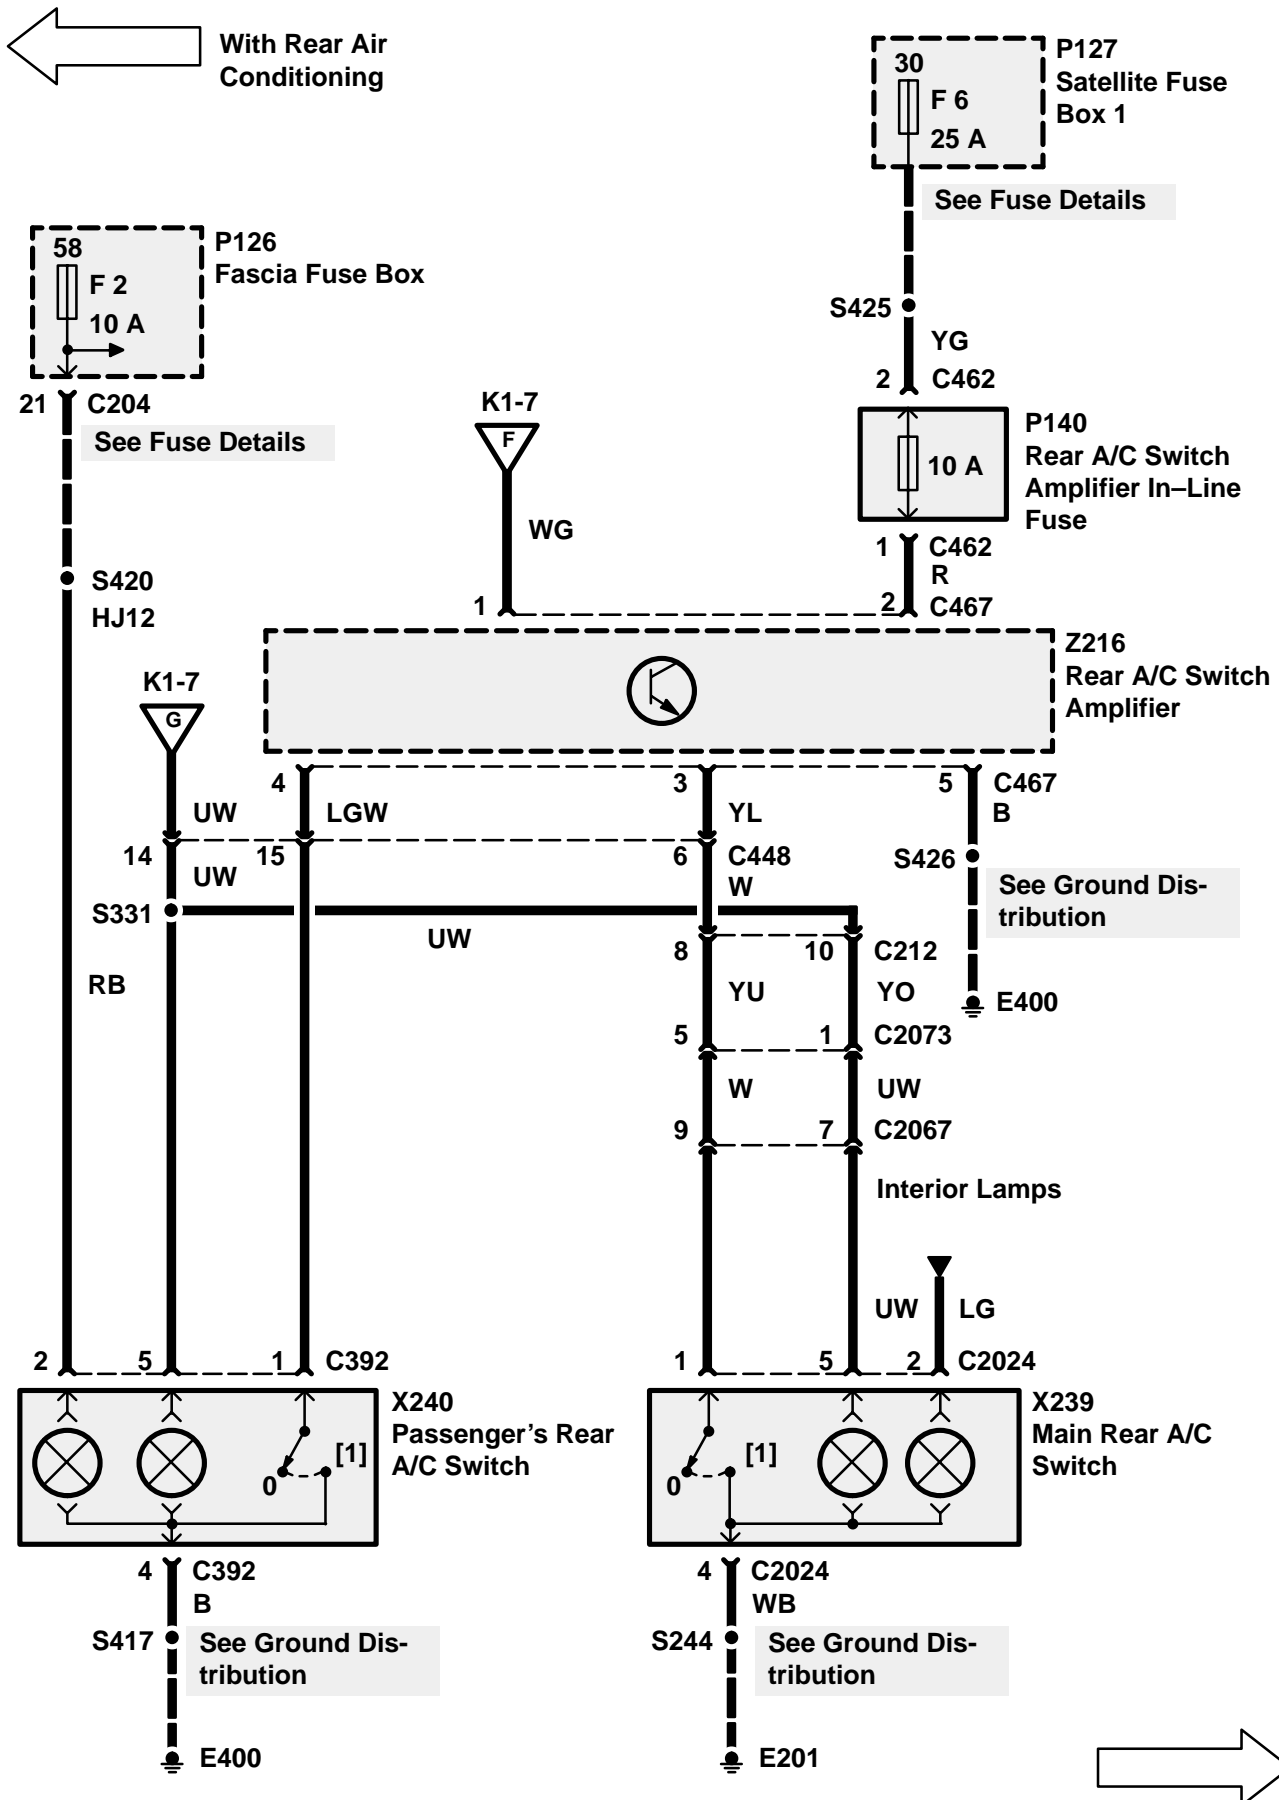 With Rear Air
Conditioning
P127
Satellite Fuse
Box 1
30
F 6
25 A
See Fuse Details
58
F 2
10 A
P126
Fascia Fuse Box
S425
YG
2 C462
21 C204
See Fuse Details
K1-7
F
10 A
P140
Rear A/C Switch
Amplifier In–Line
Fuse
WG
1 C462
R
S420
HJ12
1
2 C467
Z216
Rear A/C Switch
Amplifier
K1-7
G
4
3
5 C467
UW
LGW
YL
B
14
15
6 C448
S426
UW
W
See Ground Dis-
tribution
S331
UW
8
10 C212
RB
YU
YO
E400
5
1 C2073
W
UW
9
7 C2067
Interior Lamps
UW
LG
2
5
1 C392
1
5
2 C2024
X240
Passenger's Rear
A/C Switch
[1]
0
X239
Main Rear A/C
Switch
[1]
0
4 C392
B
4 C2024
WB
S417
See Ground Dis-
tribution
S244
See Ground Dis-
tribution
E400
E201